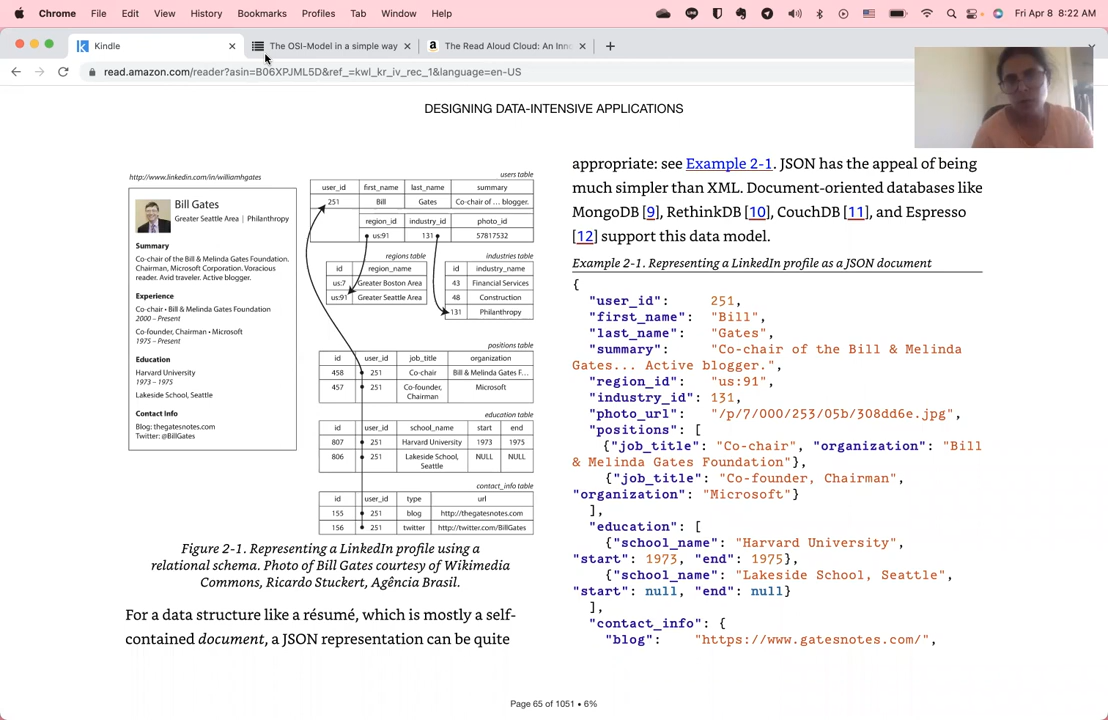 Chrome File Edit View History Bookmarks Profiles Tab Window Help Fri Apr 8 8:22 AM
Kindle The OSI-Model in a simple way The Read Aloud Cloud: An Inno
read.amazon.com/reader?asin=B06XPJML5D&ref_=kwl_kr_iv_rec_1&language=en-US
DESIGNING DATA-INTENSIVE APPLICATIONS
http://www.linkedin.com/in/williamhgates
Bill Gates
Greater Seattle Area | Philanthropy
Summary
Co-chair of the Bill & Melinda Gates Foundation.
Chairman, Microsoft Corporation. Voracious
reader. Avid traveler. Active blogger.
Experience
Co-chair • Bill & Melinda Gates Foundation
2000 – Present
Co-founder, Chairman • Microsoft
1975 – Present
Education
Harvard University
1973 – 1975
Lakeside School, Seattle
Contact Info
Blog: thegatesnotes.com
Twitter: @BillGates
users table
user_id first_name last_name summary
251 Bill Gates Co-chair of ... blogger.
region_id industry_id photo_id
us:91 131 57817532
regions table
id region_name
us:7 Greater Boston Area
us:91 Greater Seattle Area
industries table
id industry_name
43 Financial Services
48 Construction
131 Philanthropy
positions table
id user_id job_title organization
458 251 Co-chair Bill & Melinda Gates F...
457 251 Co-founder, Microsoft
Chairman
education table
id user_id school_name start end
807 251 Harvard University 1973 1975
806 251 Lakeside School, NULL NULL
Seattle
contact_info table
id user_id type url
155 251 blog http://thegatesnotes.com
156 251 twitter http://twitter.com/BillGates
Figure 2-1. Representing a LinkedIn profile using a
relational schema. Photo of Bill Gates courtesy of Wikimedia
Commons, Ricardo Stuckert, Agência Brasil.
For a data structure like a résumé, which is mostly a self-
contained document, a JSON representation can be quite
appropriate: see Example 2-1. JSON has the appeal of being
much simpler than XML. Document-oriented databases like
MongoDB [9], RethinkDB [10], CouchDB [11], and Espresso
[12] support this data model.
Example 2-1. Representing a LinkedIn profile as a JSON document
{
"user_id": 251,
"first_name": "Bill",
"last_name": "Gates",
"summary": "Co-chair of the Bill & Melinda
Gates... Active blogger.",
"region_id": "us:91",
"industry_id": 131,
"photo_url": "/p/7/000/253/05b/308dd6e.jpg",
"positions": [
{"job_title": "Co-chair", "organization": "Bill
& Melinda Gates Foundation"},
{"job_title": "Co-founder, Chairman",
"organization": "Microsoft"}
],
"education": [
{"school_name": "Harvard University",
"start": 1973, "end": 1975},
{"school_name": "Lakeside School, Seattle",
"start": null, "end": null}
],
"contact_info": {
"blog": "https://www.gatesnotes.com/",
Page 65 of 1051 • 6%